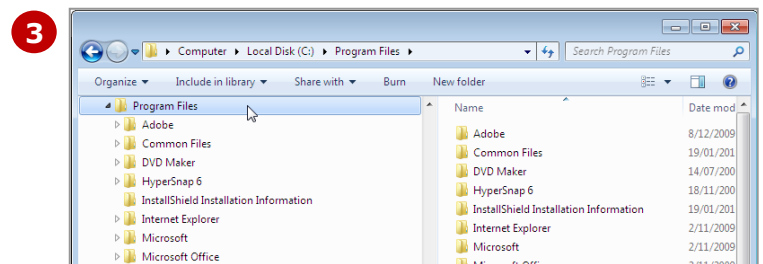 3
Computer ▸ Local Disk (C:) ▸ Program Files ▸ Search Program Files
Organize ▾ Include in library ▾ Share with ▾ Burn New folder
Program Files
Adobe
Common Files
DVD Maker
HyperSnap 6
InstallShield Installation Information
Internet Explorer
Microsoft
Microsoft Office
Name Date mod
Adobe 8/12/2009
Common Files 19/01/201
DVD Maker 14/07/200
HyperSnap 6 18/11/200
InstallShield Installation Information 19/01/201
Internet Explorer 2/11/2009
Microsoft 2/11/2009